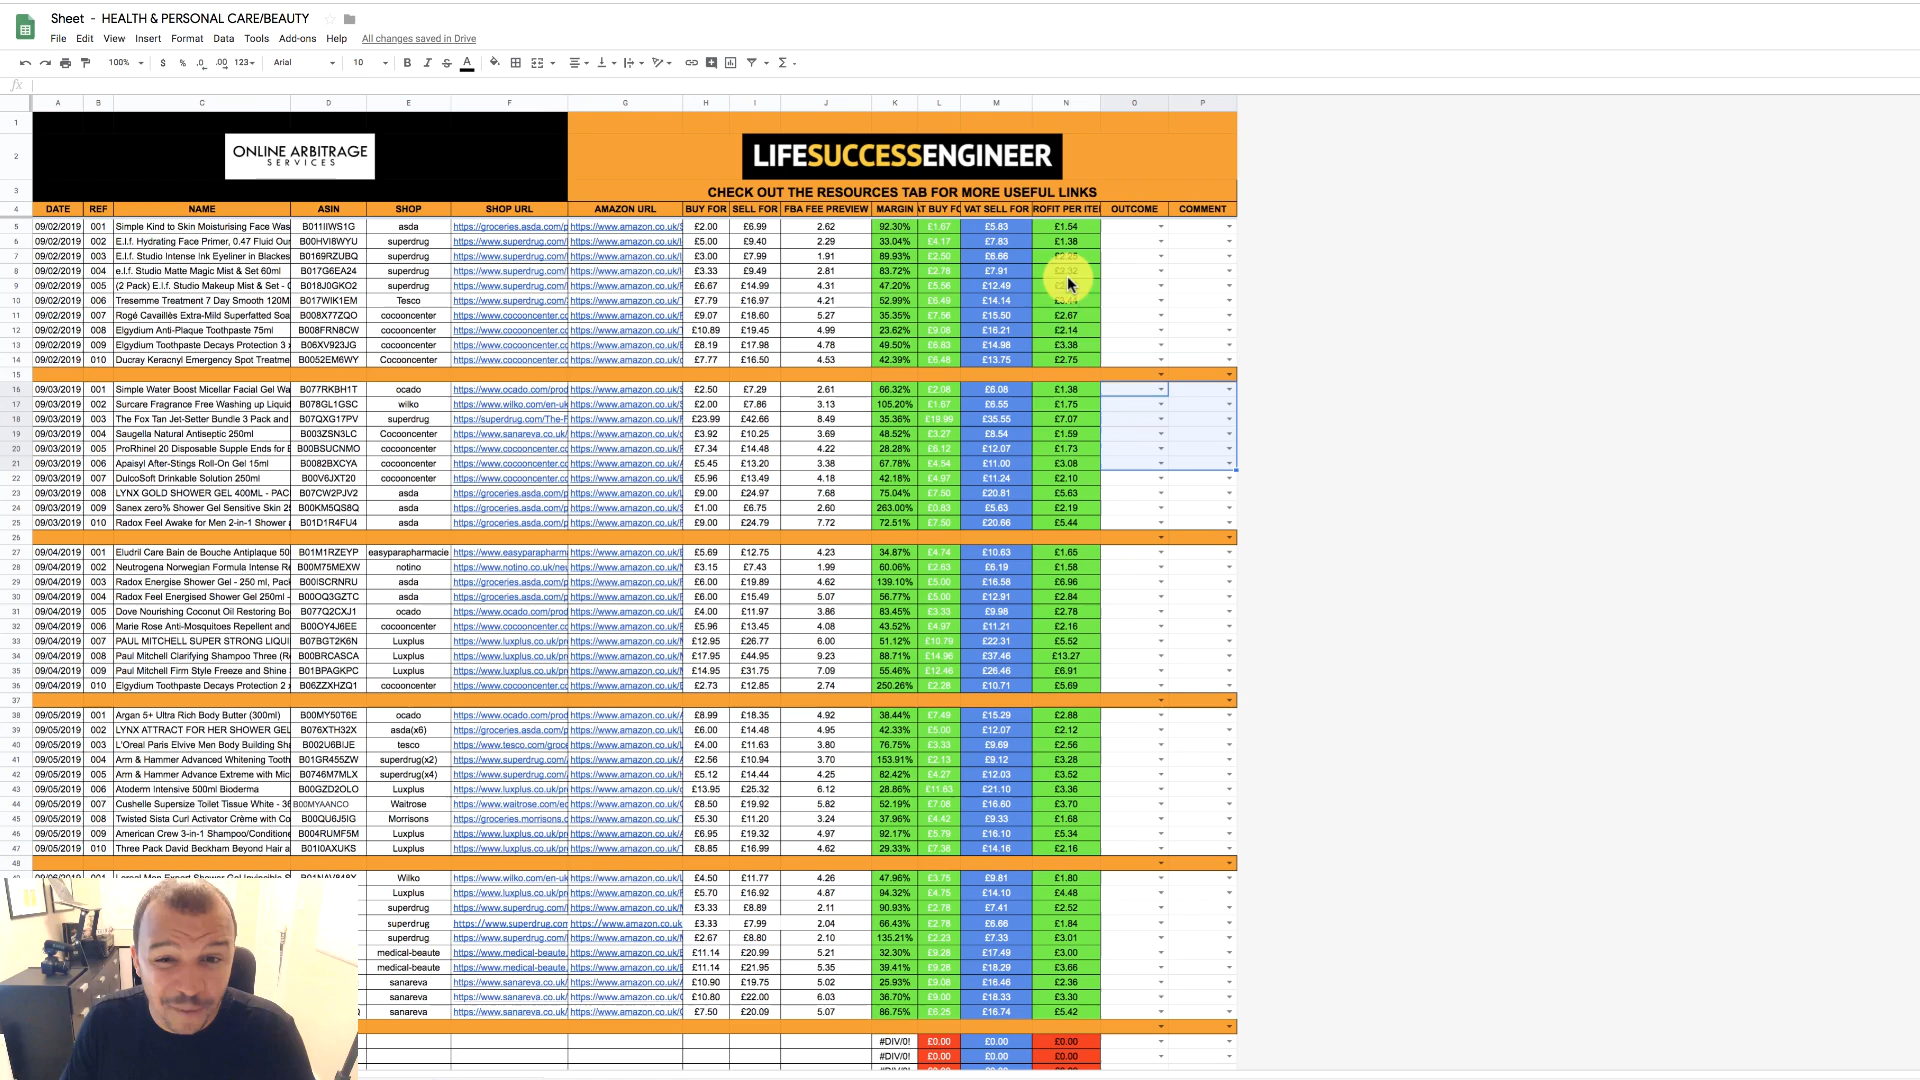 Sheet - HEALTH & PERSONAL CARE/BEAUTY
File Edit View Insert Format Data Tools Add-ons Help All changes saved in Drive
100% $ % .0 .00 123 Arial 10 B I S A
fx
A B C D E F G H I J K L M N O P
1
2 ONLINE ARBITRAGE SERVICES LIFESUCCESSENGINEER
3 CHECK OUT THE RESOURCES TAB FOR MORE USEFUL LINKS
4 DATE REF NAME ASIN SHOP SHOP URL AMAZON URL BUY FOR SELL FOR FBA FEE PREVIEW MARGIN AT BUY FO VAT SELL FOR ROFIT PER ITE OUTCOME COMMENT
5 09/02/2019 001 Simple Kind to Skin Moisturising Face Was B011IIWS1G asda https://groceries.asda.com/p https://www.amazon.co.uk/S £2.00 £6.99 2.62 92.30% £1.67 £5.83 £1.54
6 09/02/2019 002 E.l.f. Hydrating Face Primer, 0.47 Fluid Our B00HVI8WYU superdrug https://www.superdrug.com/ https://www.amazon.co.uk/ £5.00 £9.40 2.29 33.04% £4.17 £7.83 £1.38
7 09/02/2019 003 E.l.f. Studio Intense Ink Eyeliner in Blackes B0169RZUBQ superdrug https://www.superdrug.com/ https://www.amazon.co.uk/ £3.00 £7.99 1.91 89.93% £2.50 £6.66 £2.25
8 09/02/2019 004 e.l.f. Studio Matte Magic Mist & Set 60ml B017G6EA24 superdrug https://www.superdrug.com/ https://www.amazon.co.uk/ £3.33 £9.49 2.81 83.72% £2.78 £7.91 £2.32
9 09/02/2019 005 (2 Pack) E.l.f. Studio Makeup Mist & Set - B018J0GKO2 superdrug https://www.superdrug.com/ https://www.amazon.co.uk/ £6.67 £14.99 4.31 47.20% £5.56 £12.49
10 09/02/2019 006 Tresemme Treatment 7 Day Smooth 120M B017WIK1EM Tesco https://www.superdrug.com/ https://www.amazon.co.uk/ £7.79 £16.97 4.21 52.99% £6.49 £14.14 £3.44
11 09/02/2019 007 Rogé Cavaillès Extra-Mild Superfatted Soa B008X77ZQO cocooncenter https://www.cocooncenter.cc https://www.amazon.co.uk/ £9.07 £18.60 5.27 35.35% £7.56 £15.50 £2.67
12 09/02/2019 008 Elgydium Anti-Plaque Toothpaste 75ml B008FRN8CW cocooncenter https://www.cocooncenter.cc https://www.amazon.co.uk/ £10.89 £19.45 4.99 23.62% £9.08 £16.21 £2.14
13 09/02/2019 009 Elgydium Toothpaste Decays Protection 3 x B06XV923JG cocooncenter https://www.cocooncenter.cc https://www.amazon.co.uk/ £8.19 £17.98 4.78 49.50% £6.83 £14.98 £3.38
14 09/02/2019 010 Ducray Keracnyl Emergency Spot Treatme B0052EM6WY Cocooncenter https://www.cocooncenter.cc https://www.amazon.co.uk/ £7.77 £16.50 4.53 42.39% £6.48 £13.75 £2.75
15
16 09/03/2019 001 Simple Water Boost Micellar Facial Gel Wa B077RKBH1T ocado https://www.ocado.com/prod https://www.amazon.co.uk/S £2.50 £7.29 2.61 66.32% £2.08 £6.08 £1.38
17 09/03/2019 002 Surcare Fragrance Free Washing up Liquid B078GL1GSC wilko https://www.wilko.com/en-uk https://www.amazon.co.uk/ £2.00 £7.86 3.13 105.20% £1.67 £6.55 £1.75
18 09/03/2019 003 The Fox Tan Jet-Setter Bundle 3 Pack and B07QXG17PV superdrug https://superdrug.com/The-F https://www.amazon.co.uk/ £23.99 £42.66 8.49 35.36% £19.99 £35.55 £7.07
19 09/03/2019 004 Saugella Natural Antiseptic 250ml B003ZSN3LC Cocooncenter https://www.sanareva.co.uk/ https://www.amazon.co.uk/ £3.92 £10.25 3.69 48.52% £3.27 £8.54 £1.59
20 09/03/2019 005 ProRhinel 20 Disposable Supple Ends for E B00BSUCNMO cocooncenter https://www.cocooncenter.cc https://www.amazon.co.uk/ £7.34 £14.48 4.22 28.28% £6.12 £12.07 £1.73
21 09/03/2019 006 Apaisyl After-Stings Roll-On Gel 15ml B0082BXCYA cocooncenter https://www.cocooncenter.cc https://www.amazon.co.uk/ £5.45 £13.20 3.38 67.78% £4.54 £11.00 £3.08
22 09/03/2019 007 DulcoSoft Drinkable Solution 250ml B00V6JXT20 cocooncenter https://www.cocooncenter.cc https://www.amazon.co.uk/ £5.96 £13.49 4.18 42.18% £4.97 £11.24 £2.10
23 09/03/2019 008 LYNX GOLD SHOWER GEL 400ML - PAC B07CW2PJV2 asda https://groceries.asda.com/p https://www.amazon.co.uk/ £9.00 £24.97 7.68 75.04% £7.50 £20.81 £5.63
24 09/03/2019 009 Sanex zero% Shower Gel Sensitive Skin 25 B00KM5QS8Q asda https://groceries.asda.com/p https://www.amazon.co.uk/ £1.00 £6.75 2.60 263.00% £0.83 £5.63 £2.19
25 09/03/2019 010 Radox Feel Awake for Men 2-in-1 Shower B01D1R4FU4 asda https://groceries.asda.com/p https://www.amazon.co.uk/ £9.00 £24.79 7.72 72.51% £7.50 £20.66 £5.44
26
27 09/04/2019 001 Eludril Care Bain de Bouche Antiplaque 50 B01M1RZEYP easyparapharmacie https://www.easyparapharm https://www.amazon.co.uk/E £5.69 £12.75 4.23 34.87% £4.74 £10.63 £1.65
28 09/04/2019 002 Neutrogena Norwegian Formula Intense Re B00M75MEXW notino https://www.notino.co.uk/neu https://www.amazon.co.uk/ £3.15 £7.43 1.99 60.06% £2.63 £6.19 £1.58
29 09/04/2019 003 Radox Energise Shower Gel - 250 ml, Pack B00ISCRNRU asda https://groceries.asda.com/p https://www.amazon.co.uk/ £6.00 £19.89 4.62 139.10% £5.00 £16.58 £6.96
30 09/04/2019 004 Radox Feel Energised Shower Gel 250ml - B00OQ3GZTC asda https://groceries.asda.com/p https://www.amazon.co.uk/ £6.00 £15.49 5.07 56.77% £5.00 £12.91 £2.84
31 09/04/2019 005 Dove Nourishing Coconut Oil Restoring Bo B077Q2CXJ1 ocado https://www.ocado.com/prod https://www.amazon.co.uk/ £4.00 £11.97 3.86 83.45% £3.33 £9.98 £2.78
32 09/04/2019 006 Marie Rose Anti-Mosquitoes Repellent and B00OY4J6EE cocooncenter https://www.cocooncenter.cc https://www.amazon.co.uk/ £5.96 £13.45 4.08 43.52% £4.97 £11.21 £2.16
33 09/04/2019 007 PAUL MITCHELL SUPER STRONG LIQUI B07BGT2K6N Luxplus https://www.luxplus.co.uk/pr https://www.amazon.co.uk/ £12.95 £26.77 6.00 51.12% £10.79 £22.31 £5.52
34 09/04/2019 008 Paul Mitchell Clarifying Shampoo Three (R B00BRCASCA Luxplus https://www.luxplus.co.uk/pr https://www.amazon.co.uk/ £17.95 £44.95 9.23 88.71% £14.96 £37.46 £13.27
35 09/04/2019 009 Paul Mitchell Firm Style Freeze and Shine B01BPAGKPC Luxplus https://www.luxplus.co.uk/pr https://www.amazon.co.uk/ £14.95 £31.75 7.09 55.46% £12.46 £26.46 £6.91
36 09/04/2019 010 Elgydium Toothpaste Decays Protection 2 x B06ZZXHZQ1 cocooncenter https://www.cocooncenter.cc https://www.amazon.co.uk/E £2.73 £12.85 2.74 250.26% £2.28 £10.71 £5.69
37
38 09/05/2019 001 Argan 5+ Ultra Rich Body Butter (300ml) B00MY50T6E ocado https://www.ocado.com/prod https://www.amazon.co.uk/ £8.99 £18.35 4.92 38.44% £7.49 £15.29 £2.88
39 09/05/2019 002 LYNX ATTRACT FOR HER SHOWER GEL B076XTH32X asda(x6) https://groceries.asda.com/p https://www.amazon.co.uk/L £6.00 £14.48 4.95 42.33% £5.00 £12.07 £2.12
40 09/05/2019 003 L'Oreal Paris Elvive Men Body Building Sha B002U6BIJE tesco https://www.tesco.com/groce https://www.amazon.co.uk/ £4.00 £11.63 3.80 76.75% £3.33 £9.69 £2.56
41 09/05/2019 004 Arm & Hammer Advanced Whitening Tooth B01GR455ZW superdrug(x2) https://www.superdrug.com/ https://www.amazon.co.uk/ £2.56 £10.94 3.70 153.91% £2.13 £9.12 £3.28
42 09/05/2019 005 Arm & Hammer Advance Extreme with Mic B0746M7MLX superdrug(x4) https://www.superdrug.com/ https://www.amazon.co.uk/ £5.12 £14.44 4.25 82.42% £4.27 £12.03 £3.52
43 09/05/2019 006 Atoderm Intensive 500ml Bioderma B00GZD2OLO Luxplus https://www.luxplus.co.uk/pr https://www.amazon.co.uk/ £13.95 £25.32 6.12 28.86% £11.63 £21.10 £3.36
44 09/05/2019 007 Cushelle Supersize Toilet Tissue White - 36 B00MYAANCO Waitrose https://www.waitrose.com/ec https://www.amazon.co.uk/ £8.50 £19.92 5.82 52.19% £7.08 £16.60 £3.70
45 09/05/2019 008 Twisted Sista Curl Activator Crème with Co B00QU6J5IG Morrisons https://groceries.morrisons.c https://www.amazon.co.uk/ £5.30 £11.20 3.24 37.96% £4.42 £9.33 £1.68
46 09/05/2019 009 American Crew 3-in-1 Shampoo/Conditione B004RUMF5M Luxplus https://www.luxplus.co.uk/pr https://www.amazon.co.uk/ £6.95 £19.32 4.97 92.17% £5.79 £16.10 £5.34
47 09/05/2019 010 Three Pack David Beckham Beyond Hair a B01I0AXUKS Luxplus https://www.luxplus.co.uk/pr https://www.amazon.co.uk/ £8.85 £16.99 4.62 29.33% £7.38 £14.16 £2.16
48
Wilko https://www.wilko.com/en-uk https://www.amazon.co.uk/ £4.50 £11.77 4.26 47.96% £3.75 £9.81 £1.80
Luxplus https://www.luxplus.co.uk/pr https://www.amazon.co.uk/ £5.70 £16.92 4.87 94.32% £4.75 £14.10 £4.48
superdrug https://www.superdrug.com/ https://www.amazon.co.uk/ £3.33 £8.89 2.11 90.93% £2.78 £7.41 £2.52
superdrug https://www.superdrug.com https://www.amazon.co.uk £3.33 £7.99 2.04 66.43% £2.78 £6.66 £1.84
superdrug https://www.superdrug.com/ https://www.amazon.co.uk/ £2.67 £8.80 2.10 135.21% £2.23 £7.33 £3.01
medical-beaute https://www.medical-beaute. https://www.amazon.co.uk/ £11.14 £20.99 5.21 32.30% £9.28 £17.49 £3.00
medical-beaute https://www.medical-beaute. https://www.amazon.co.uk/ £11.14 £21.95 5.35 39.41% £9.28 £18.29 £3.66
sanareva https://www.sanareva.co.uk/ https://www.amazon.co.uk/ £10.90 £19.75 5.02 25.93% £9.08 £16.46 £2.36
sanareva https://www.sanareva.co.uk/ https://www.amazon.co.uk/ £10.80 £22.00 6.03 36.70% £9.00 £18.33 £3.30
sanareva https://www.sanareva.co.uk/ https://www.amazon.co.uk/ £7.50 £20.09 5.07 86.75% £6.25 £16.74 £5.42
#DIV/0! £0.00 £0.00 £0.00
#DIV/0! £0.00 £0.00 £0.00